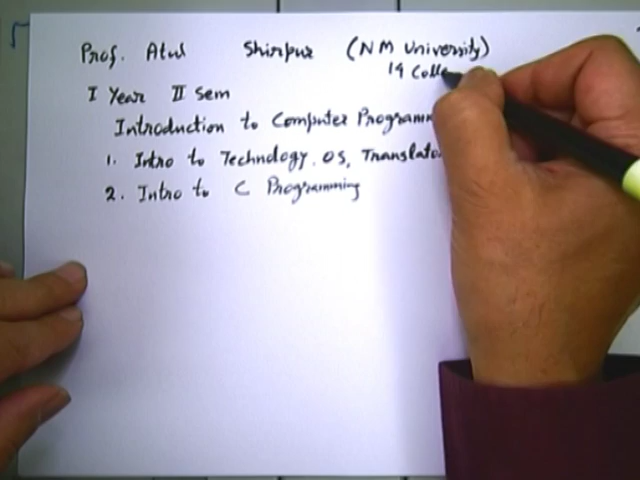 Prof. Atul Shirpur (NM University)
14 Colle
I Year II Sem
Introduction to Computer Programm
1. Intro to Technology, OS, Translator
2. Intro to C Programming